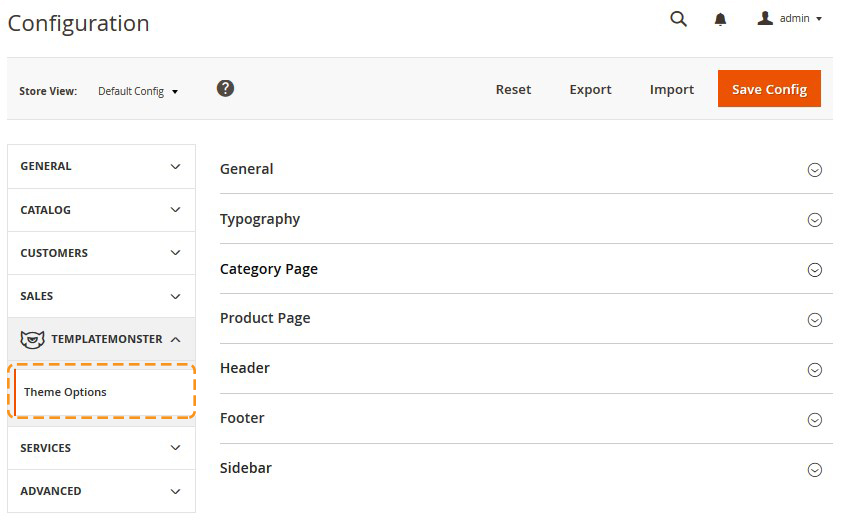 Configuration
admin
Store View: Default Config ?
Reset Export Import Save Config
GENERAL
CATALOG
CUSTOMERS
SALES
TEMPLATEMONSTER
Theme Options
SERVICES
ADVANCED
General
Typography
Category Page
Product Page
Header
Footer
Sidebar